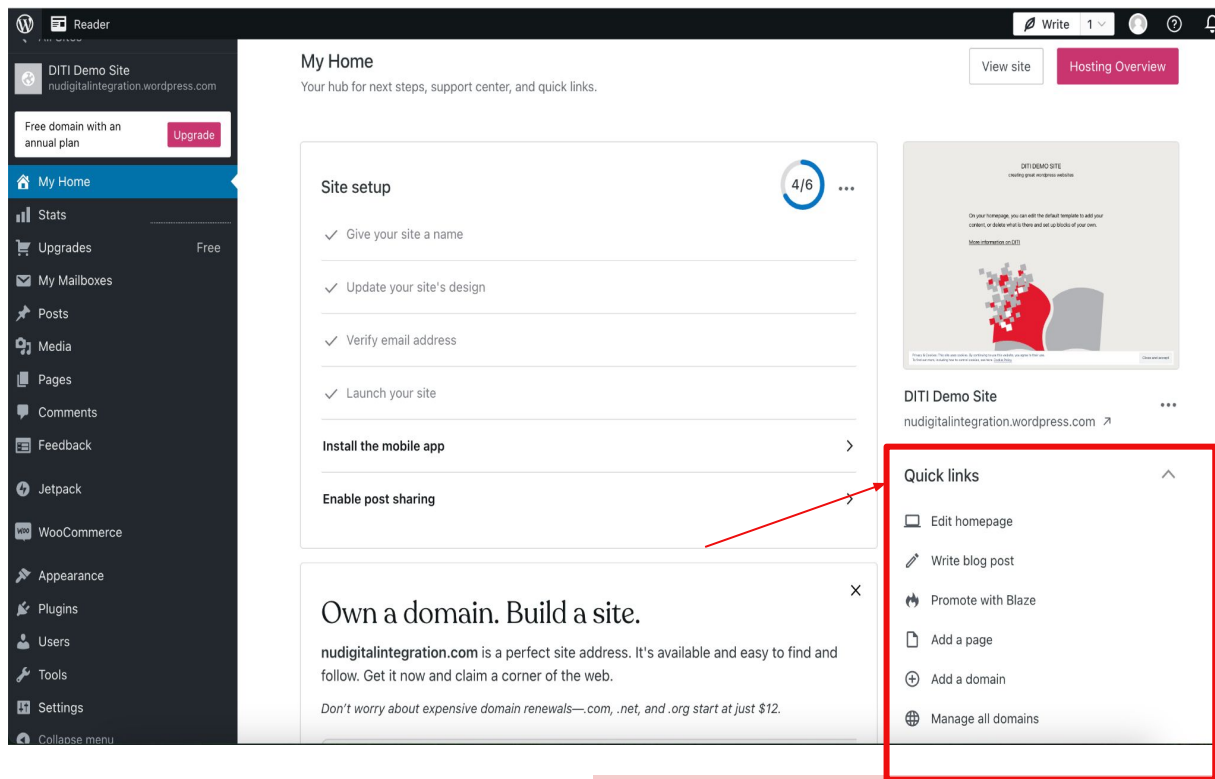 Reader
Write 1
All Sites
DITI Demo Site
nudigitalintegration.wordpress.com
Free domain with an
annual plan
Upgrade
My Home
Stats
Upgrades Free
My Mailboxes
Posts
Media
Pages
Comments
Feedback
Jetpack
WooCommerce
Appearance
Plugins
Users
Tools
Settings
Collapse menu
My Home
Your hub for next steps, support center, and quick links.
View site
Hosting Overview
Site setup
4/6
Give your site a name
Update your site's design
Verify email address
Launch your site
Install the mobile app
Enable post sharing
Own a domain. Build a site.
nudigitalintegration.com is a perfect site address. It's available and easy to find and
follow. Get it now and claim a corner of the web.
Don't worry about expensive domain renewals—.com, .net, and .org start at just $12.
DITI DEMO SITE
creating great wordpress websites
On your homepage, you can edit the default template to add your
content, or delete what is there and set up blocks of your own.
More information on DITI
DITI Demo Site
nudigitalintegration.wordpress.com
Quick links
Edit homepage
Write blog post
Promote with Blaze
Add a page
Add a domain
Manage all domains